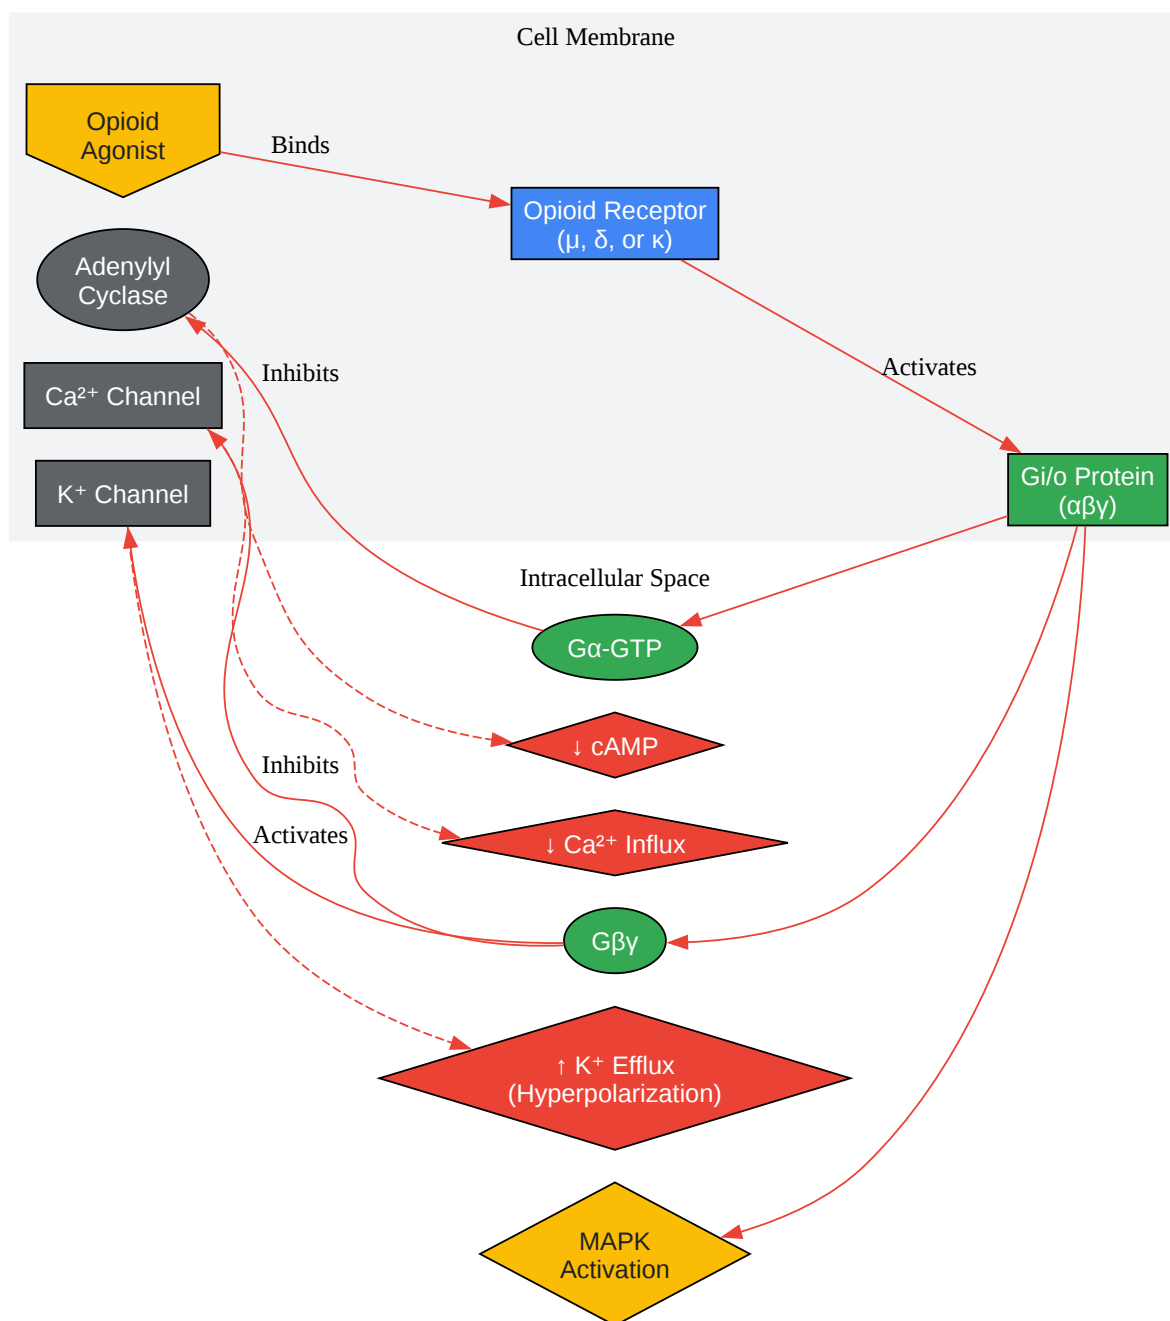 Cell Membrane
Opioid
Agonist
Binds
Opioid Receptor
(μ, δ, or κ)
Adenylyl
Cyclase
Inhibits
Activates
Ca²⁺ Channel
K⁺ Channel
Gi/o Protein
(αβγ)
Intracellular Space
Gα-GTP
↓ cAMP
Inhibits
Activates
↓ Ca²⁺ Influx
Gβγ
↑ K⁺ Efflux
(Hyperpolarization)
MAPK
Activation